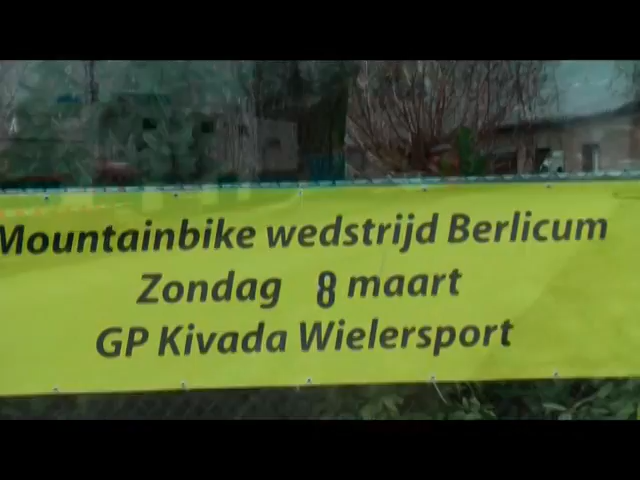 Mountainbike wedstrijd Berlicum
Zondag 8 maart
GP Kivada Wielersport